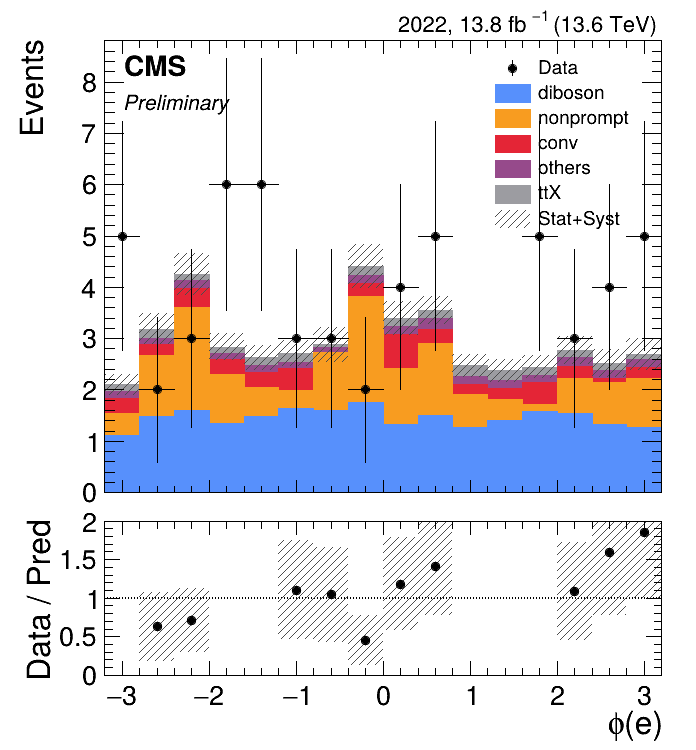 2022, 13.8 fb⁻¹ (13.6 TeV)
Events
CMS
Preliminary
Data
diboson
nonprompt
conv
others
ttX
Stat+Syst
8
7
6
5
4
3
2
1
0
Data / Pred
2
1.5
1
0.5
0
−3 −2 −1 0 1 2 3
ϕ(e)